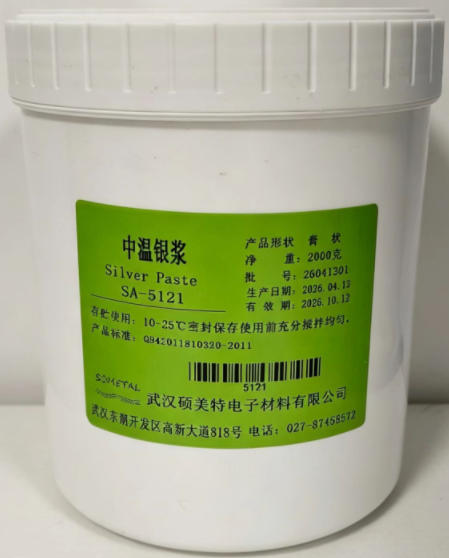 中温银浆
Silver Paste
SA-5121
产品形状 膏 状
净 重：2000克
批 号：26041301
生产日期：2026.04.13
有 效 期：2026.10.12
存贮使用：10-25℃密封保存使用前充分搅拌均匀。
产品标准：QB42011810320-2011
5121
SOMETAL
武汉硕美特电子材料有限公司
武汉东湖开发区高新大道818号 电话：027-87458572